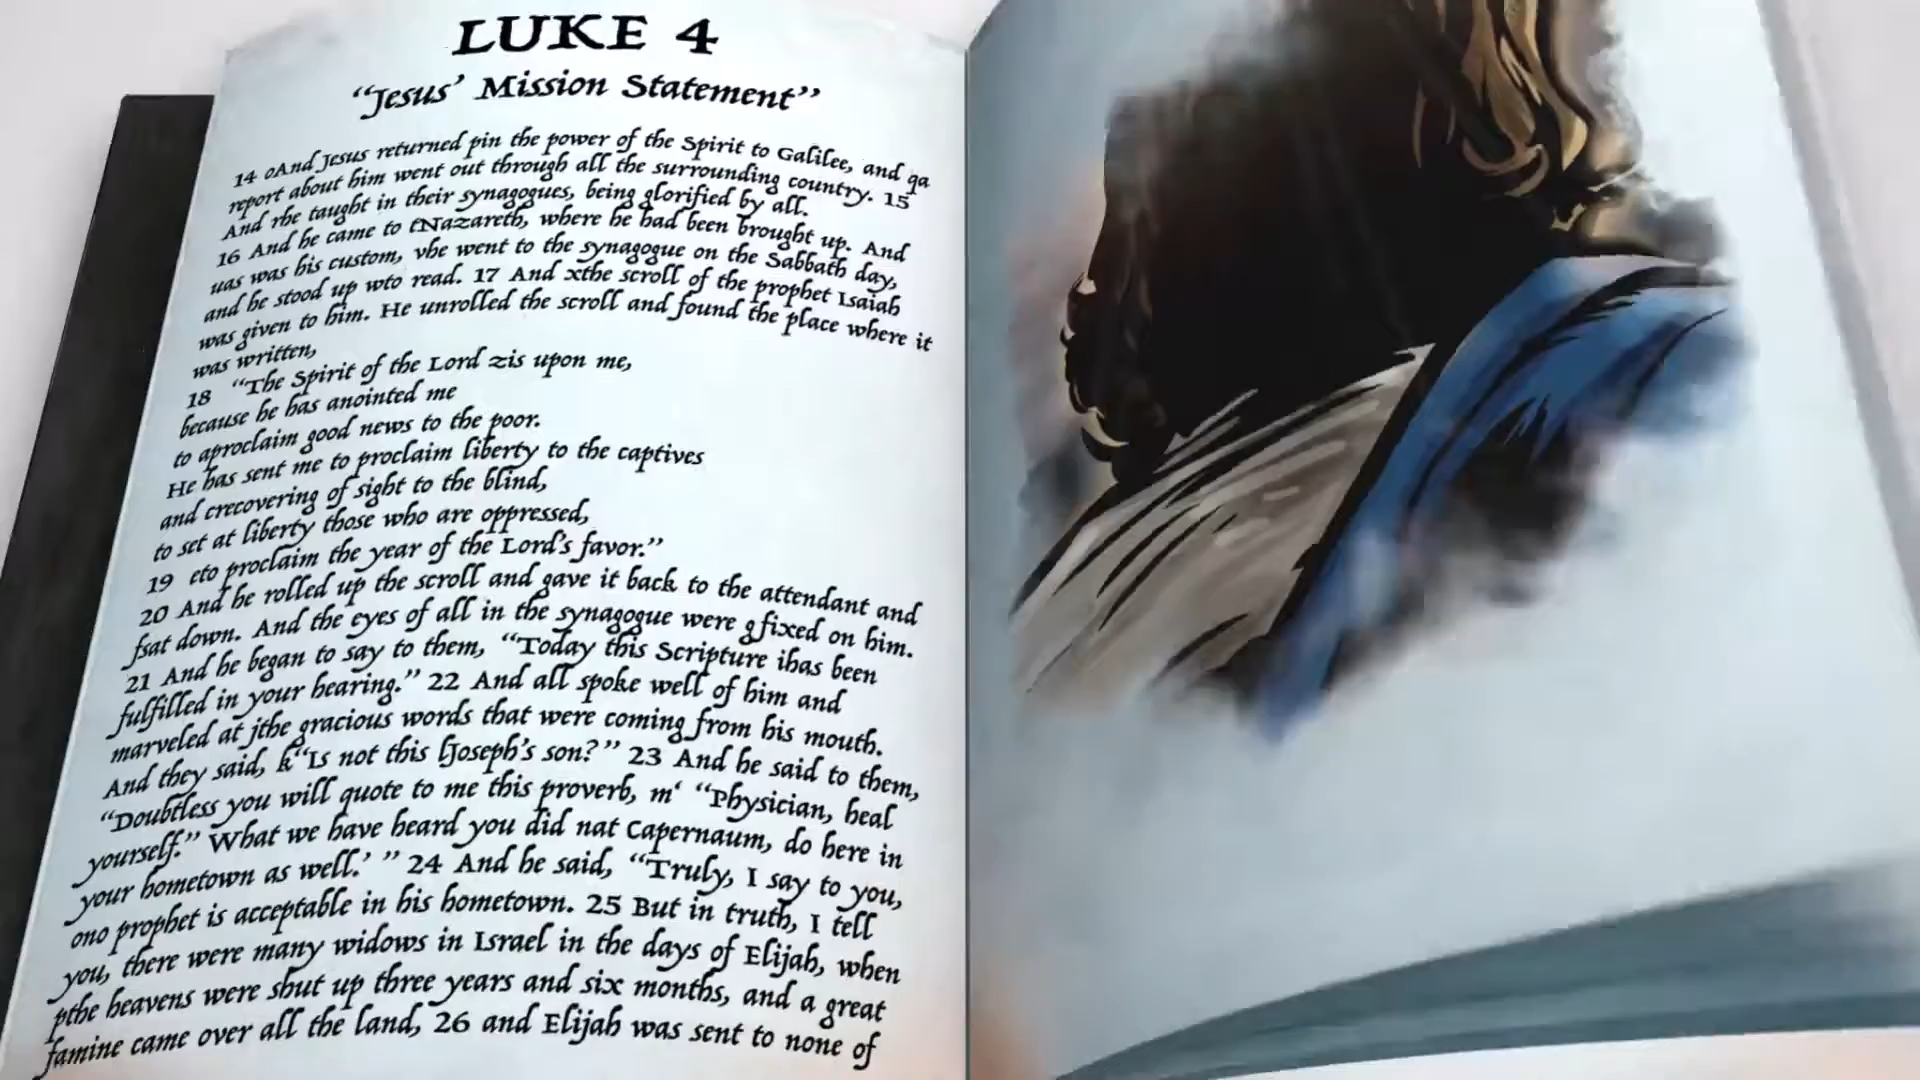 LUKE 4
“Jesus’ Mission Statement”
14 oAnd Jesus returned pin the power of the Spirit to Galilee, and qa
report about him went out through all the surrounding country. 15
And rhe taught in their synagogues, being glorified by all.
16 And he came to tNazareth, where he had been brought up. And
uas was his custom, vhe went to the synagogue on the Sabbath day,
and he stood up wto read. 17 And xthe scroll of the prophet Isaiah
was given to him. He unrolled the scroll and found the place where it
was written,
18 “The Spirit of the Lord zis upon me,
because he has anointed me
to aproclaim good news to the poor.
He has sent me to proclaim liberty to the captives
and crecovering of sight to the blind,
to set at liberty those who are oppressed,
19 eto proclaim the year of the Lord’s favor.”
20 And he rolled up the scroll and gave it back to the attendant and
fsat down. And the eyes of all in the synagogue were gfixed on him.
21 And he began to say to them, “Today this Scripture ihas been
fulfilled in your hearing.” 22 And all spoke well of him and
marveled at jthe gracious words that were coming from his mouth.
And they said, k“Is not this lJoseph’s son?” 23 And he said to them,
“Doubtless you will quote to me this proverb, m‘ “Physician, heal
yourself.” What we have heard you did nat Capernaum, do here in
your hometown as well.’ ” 24 And he said, “Truly, I say to you,
ono prophet is acceptable in his hometown. 25 But in truth, I tell
you, there were many widows in Israel in the days of Elijah, when
pthe heavens were shut up three years and six months, and a great
famine came over all the land, 26 and Elijah was sent to none of